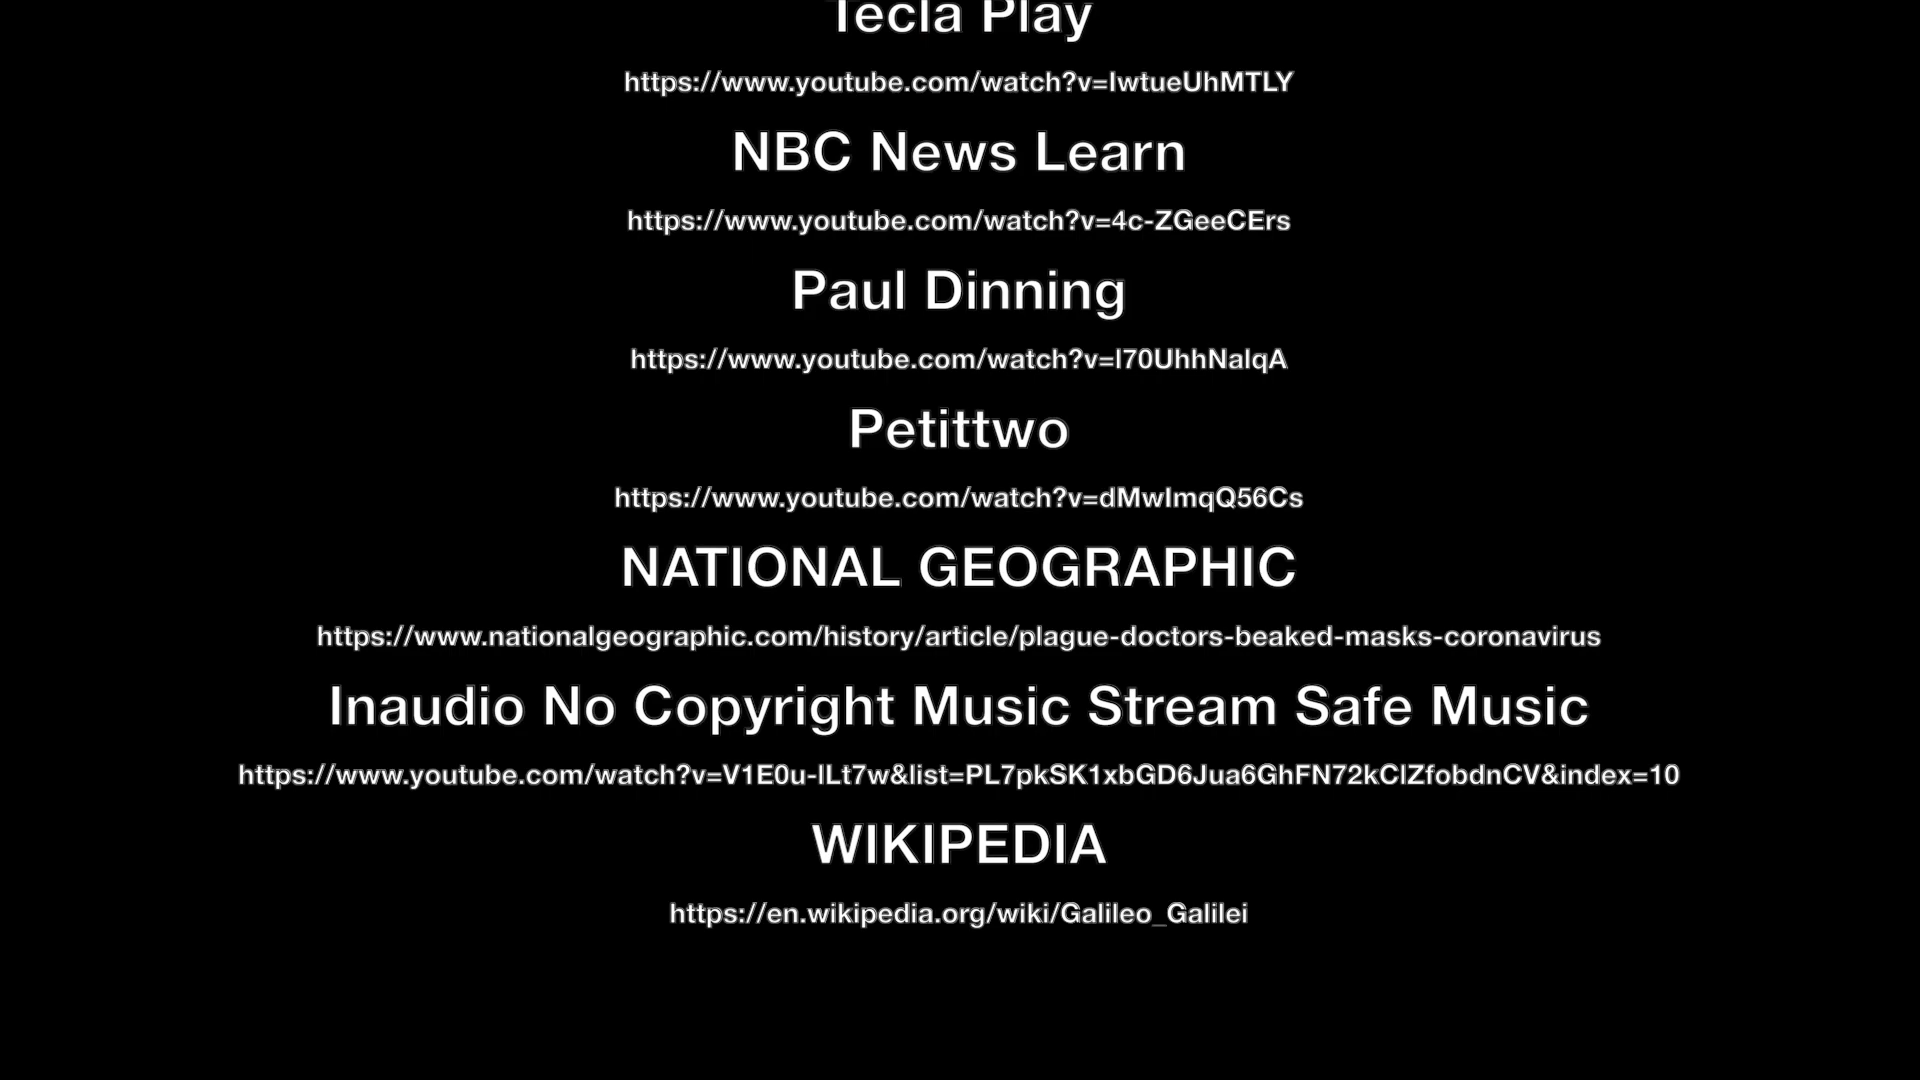 Tecla Play
https://www.youtube.com/watch?v=IwtueUhMTLY
NBC News Learn
https://www.youtube.com/watch?v=4c-ZGeeCErs
Paul Dinning
https://www.youtube.com/watch?v=I70UhhNalqA
Petittwo
https://www.youtube.com/watch?v=dMwImqQ56Cs
NATIONAL GEOGRAPHIC
https://www.nationalgeographic.com/history/article/plague-doctors-beaked-masks-coronavirus
Inaudio No Copyright Music Stream Safe Music
https://www.youtube.com/watch?v=V1E0u-lLt7w&list=PL7pkSK1xbGD6Jua6GhFN72kClZfobdnCV&index=10
WIKIPEDIA
https://en.wikipedia.org/wiki/Galileo_Galilei